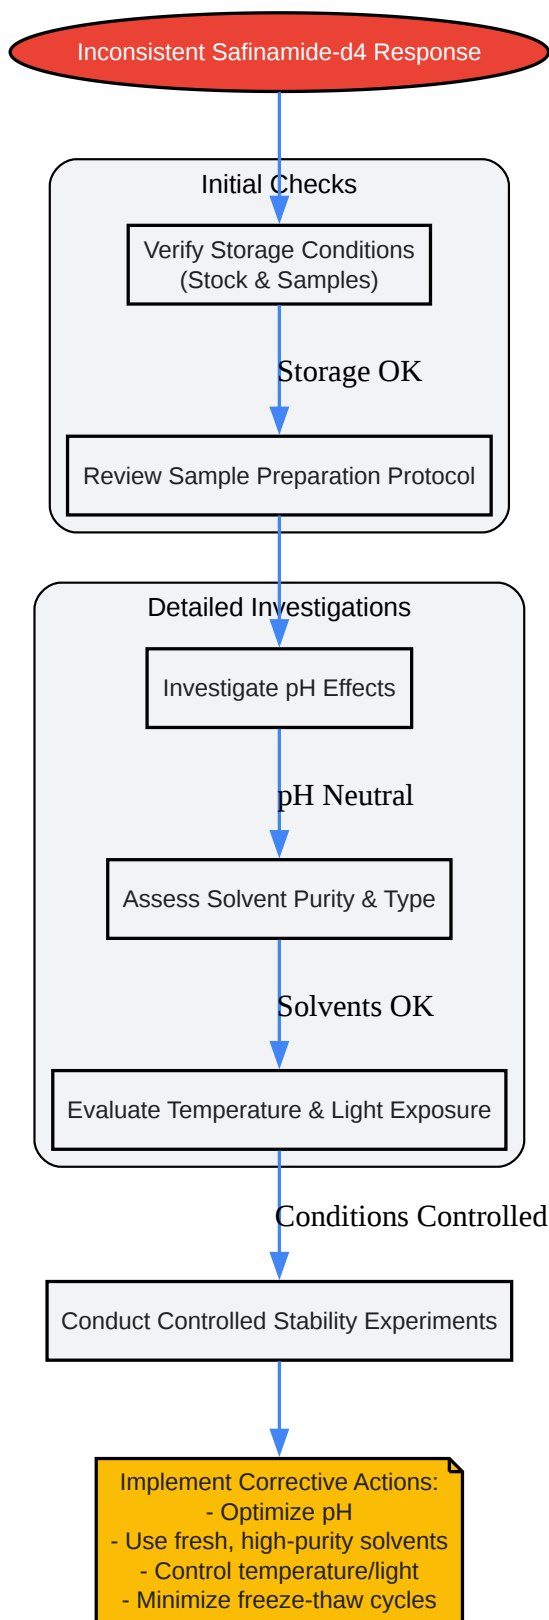 Inconsistent Safinamide-d4 Response
Initial Checks
Verify Storage Conditions
(Stock & Samples)
Storage OK
Review Sample Preparation Protocol
Detailed Investigations
Investigate pH Effects
pH Neutral
Assess Solvent Purity & Type
Solvents OK
Evaluate Temperature & Light Exposure
Conditions Controlled
Conduct Controlled Stability Experiments
Implement Corrective Actions:
- Optimize pH
- Use fresh, high-purity solvents
- Control temperature/light
- Minimize freeze-thaw cycles